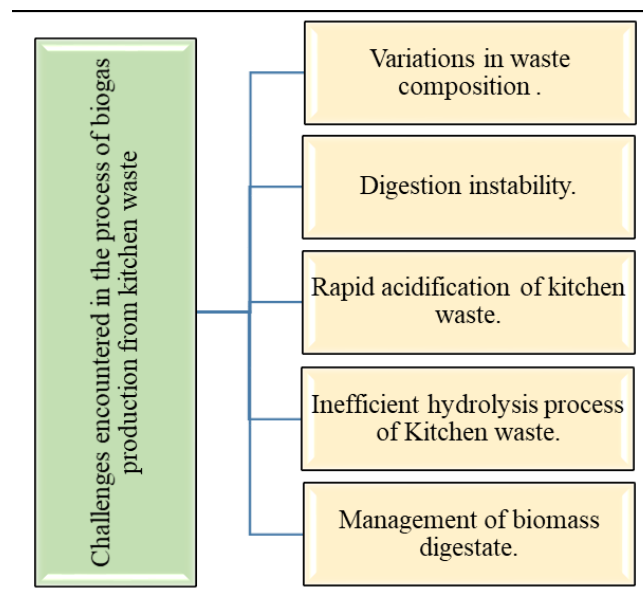 Challenges encountered in the process of biogas
production from kitchen waste
Variations in waste
composition .
Digestion instability.
Rapid acidification of kitchen
waste.
Inefficient hydrolysis process
of Kitchen waste.
Management of biomass
digestate.